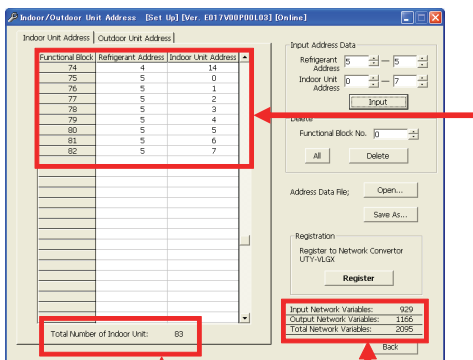 Indoor/Outdoor Unit Address [Set Up] [Ver. E017V00P00L03] [Online]
Indoor Unit Address Outdoor Unit Address
Functional Block Refrigerant Address Indoor Unit Address
74 4 14
75 5 0
76 5 1
77 5 2
78 5 3
79 5 4
80 5 5
81 5 6
82 5 7
Total Number of Indoor Unit: 83
Input Address Data
Refrigerant Address 5 — 5
Indoor Unit Address 0 — 7
Input
Delete
Functional Block No. 0
All Delete
Address Data File; Open...
Save As...
Registration
Register to Network Convertor
UTY-VLGX
Register
Input Network Variables: 929
Output Network Variables: 1166
Total Network Variables: 2095
Back